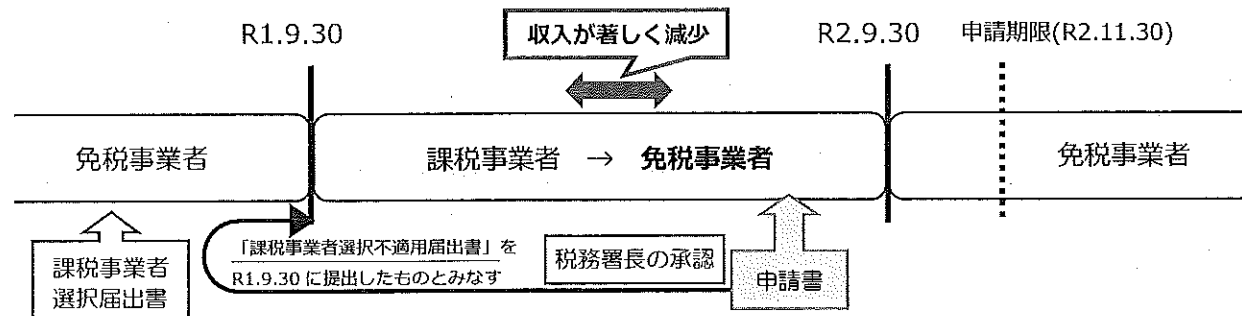 R1.9.30
収入が著しく減少
R2.9.30
申請期限(R2.11.30)
免税事業者
課税事業者 → 免税事業者
免税事業者
課税事業者
選択届出書
「課税事業者選択不適用届出書」を
R1.9.30 に提出したものとみなす
税務署長の承認
申請書